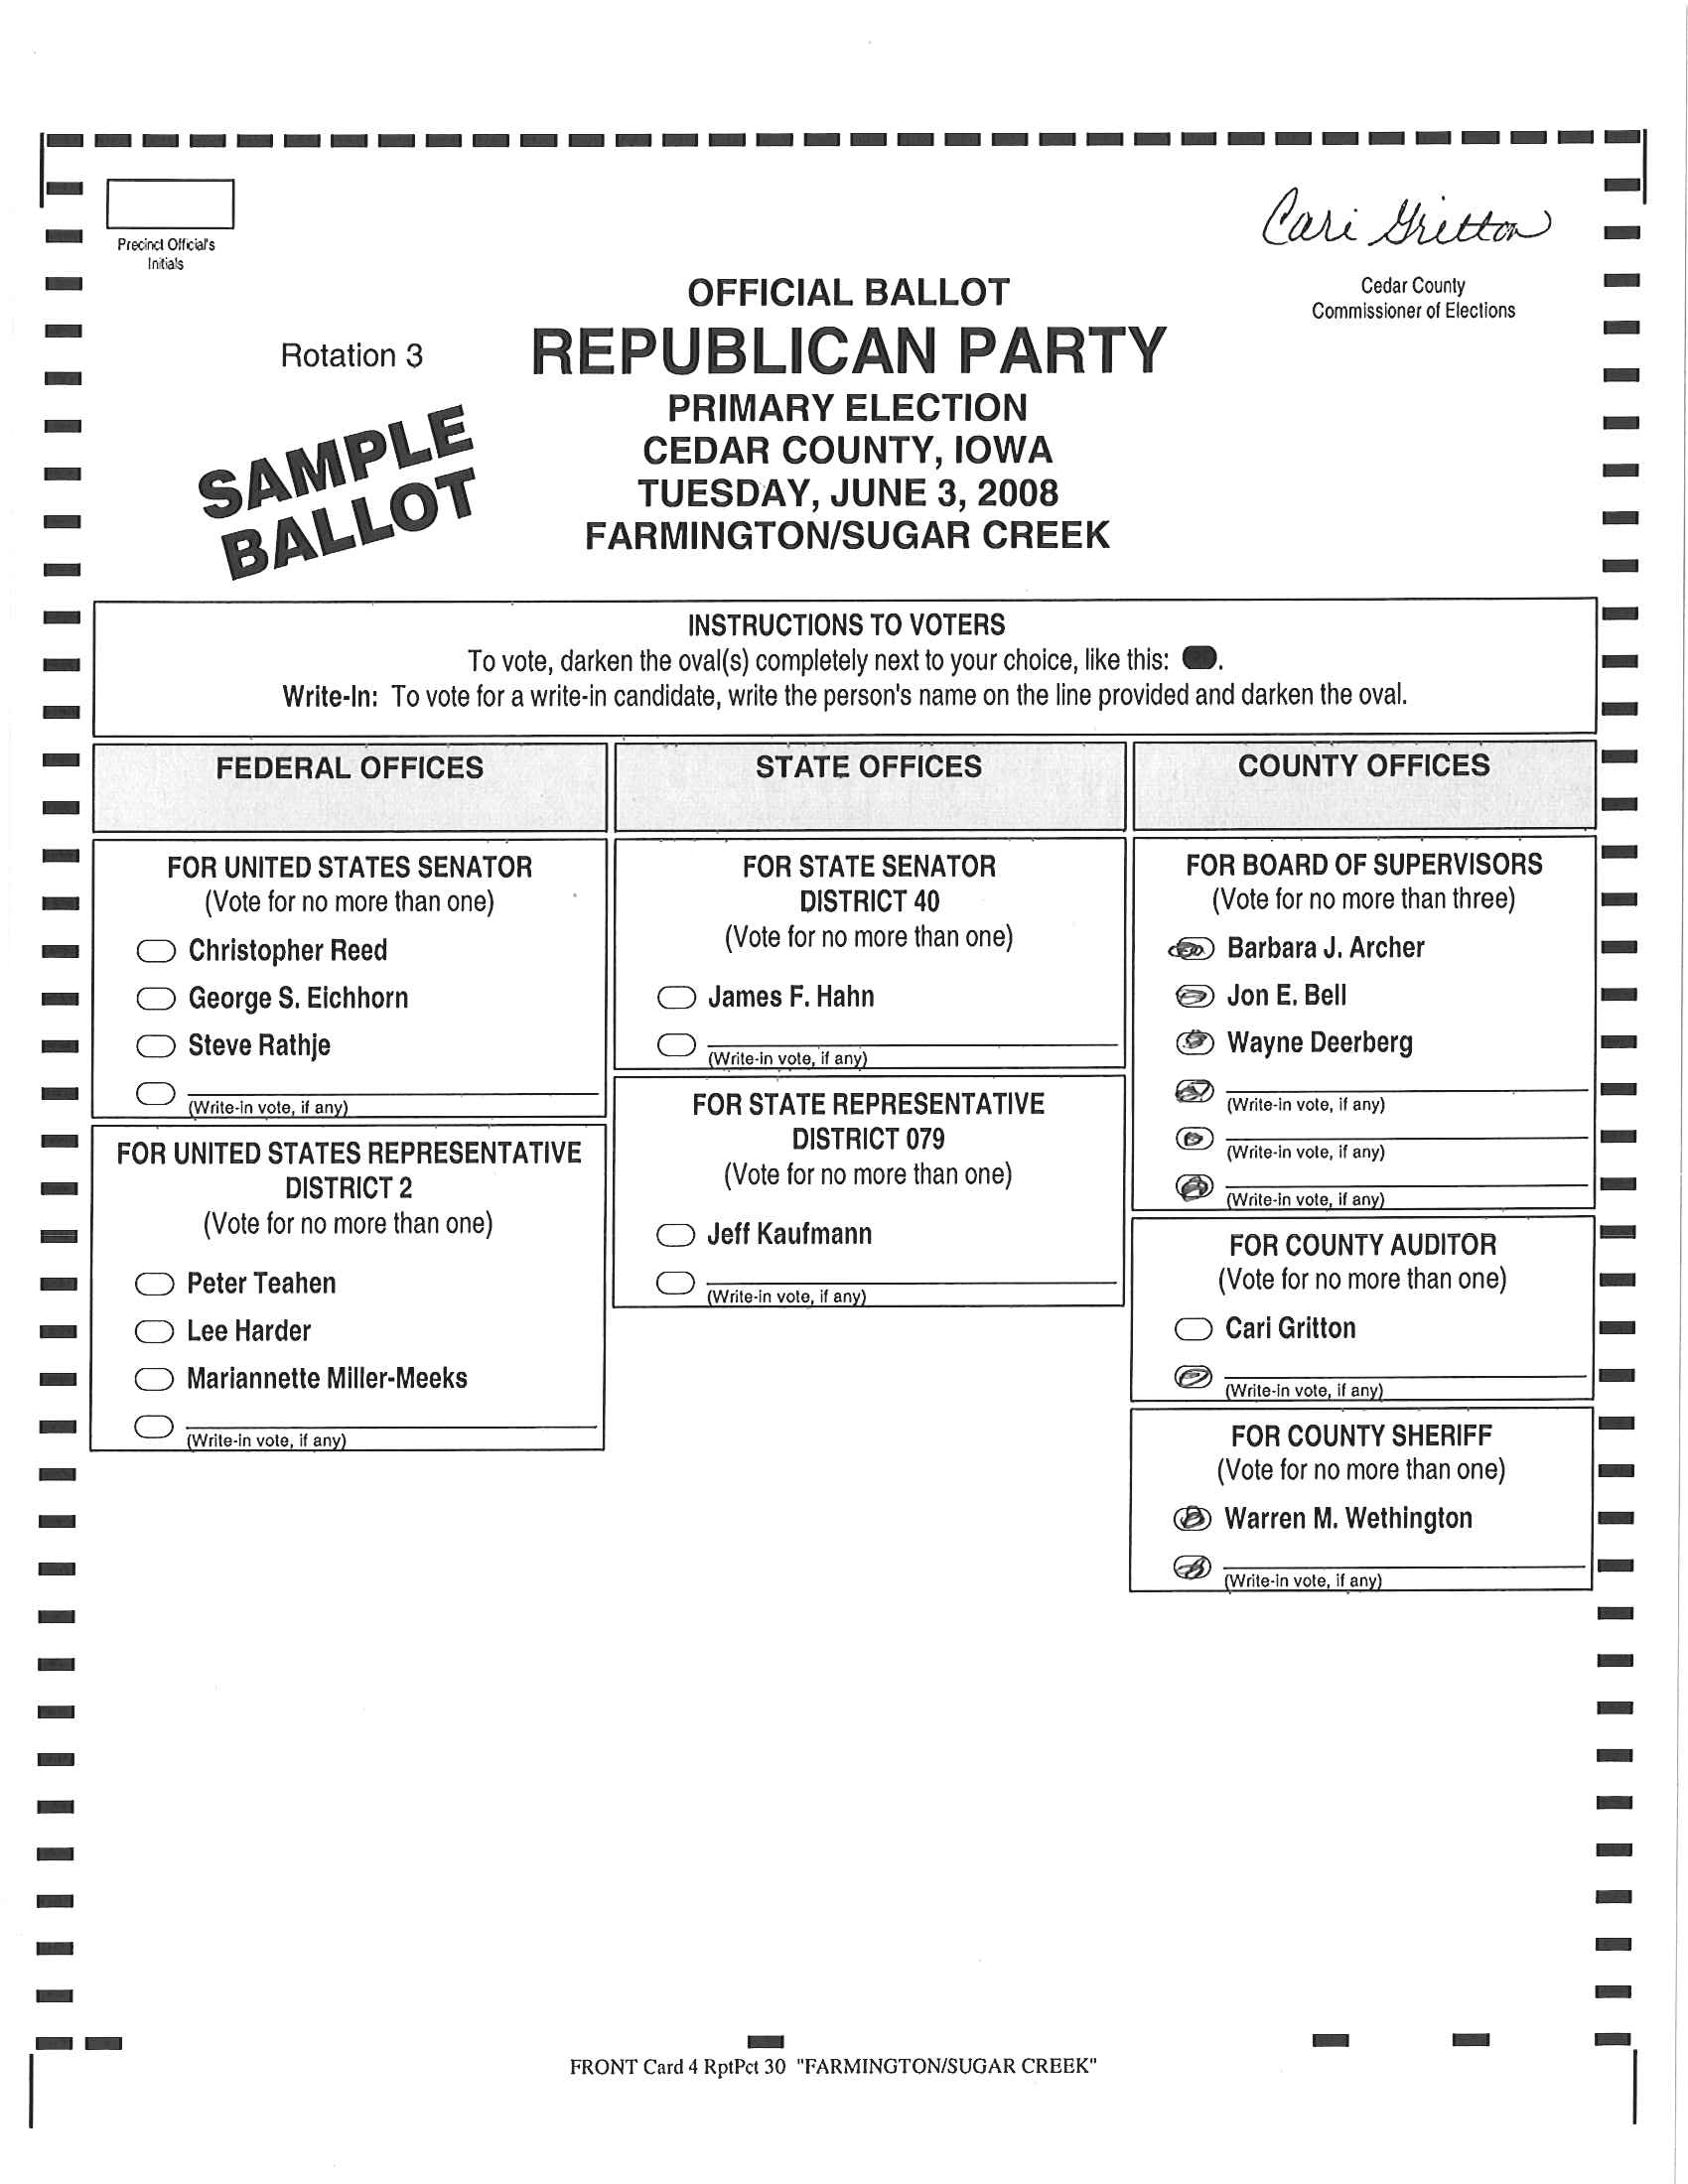 Precinct Official's
Initials
Cari Gritton
Cedar County
Commissioner of Elections
OFFICIAL BALLOT
Rotation 3
REPUBLICAN PARTY
PRIMARY ELECTION
CEDAR COUNTY, IOWA
TUESDAY, JUNE 3, 2008
FARMINGTON/SUGAR CREEK
SAMPLE
BALLOT
INSTRUCTIONS TO VOTERS
To vote, darken the oval(s) completely next to your choice, like this: .
Write-In: To vote for a write-in candidate, write the person's name on the line provided and darken the oval.
FEDERAL OFFICES
FOR UNITED STATES SENATOR
(Vote for no more than one)
Christopher Reed
George S. Eichhorn
Steve Rathje
(Write-in vote, if any)
FOR UNITED STATES REPRESENTATIVE
DISTRICT 2
(Vote for no more than one)
Peter Teahen
Lee Harder
Mariannette Miller-Meeks
(Write-in vote, if any)
STATE OFFICES
FOR STATE SENATOR
DISTRICT 40
(Vote for no more than one)
James F. Hahn
(Write-in vote, if any)
FOR STATE REPRESENTATIVE
DISTRICT 079
(Vote for no more than one)
Jeff Kaufmann
(Write-in vote, if any)
COUNTY OFFICES
FOR BOARD OF SUPERVISORS
(Vote for no more than three)
Barbara J. Archer
Jon E. Bell
Wayne Deerberg
(Write-in vote, if any)
(Write-in vote, if any)
(Write-in vote, if any)
FOR COUNTY AUDITOR
(Vote for no more than one)
Cari Gritton
(Write-in vote, if any)
FOR COUNTY SHERIFF
(Vote for no more than one)
Warren M. Wethington
(Write-in vote, if any)
FRONT Card 4 RptPct 30 "FARMINGTON/SUGAR CREEK"